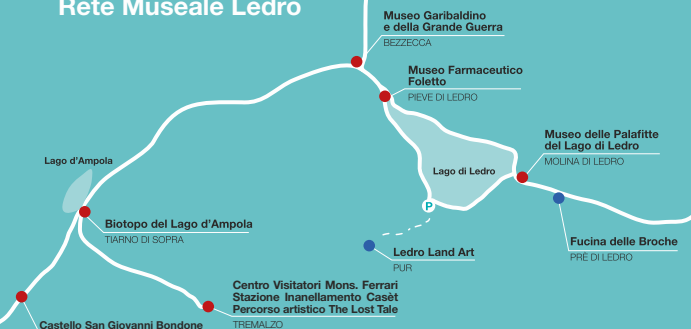 Rete Museale Ledro
Museo Garibaldino
e della Grande Guerra
BEZZECCA
Museo Farmaceutico
Foletto
PIEVE DI LEDRO
Museo delle Palafitte
del Lago di Ledro
MOLINA DI LEDRO
Lago d'Ampola
Lago di Ledro
P
Biotopo del Lago d'Ampola
TIARNO DI SOPRA
Ledro Land Art
PUR
Fucina delle Broche
PRÈ DI LEDRO
Centro Visitatori Mons. Ferrari
Stazione Inanellamento Casèt
Percorso artistico The Lost Tale
TREMALZO
Castello San Giovanni Bondone